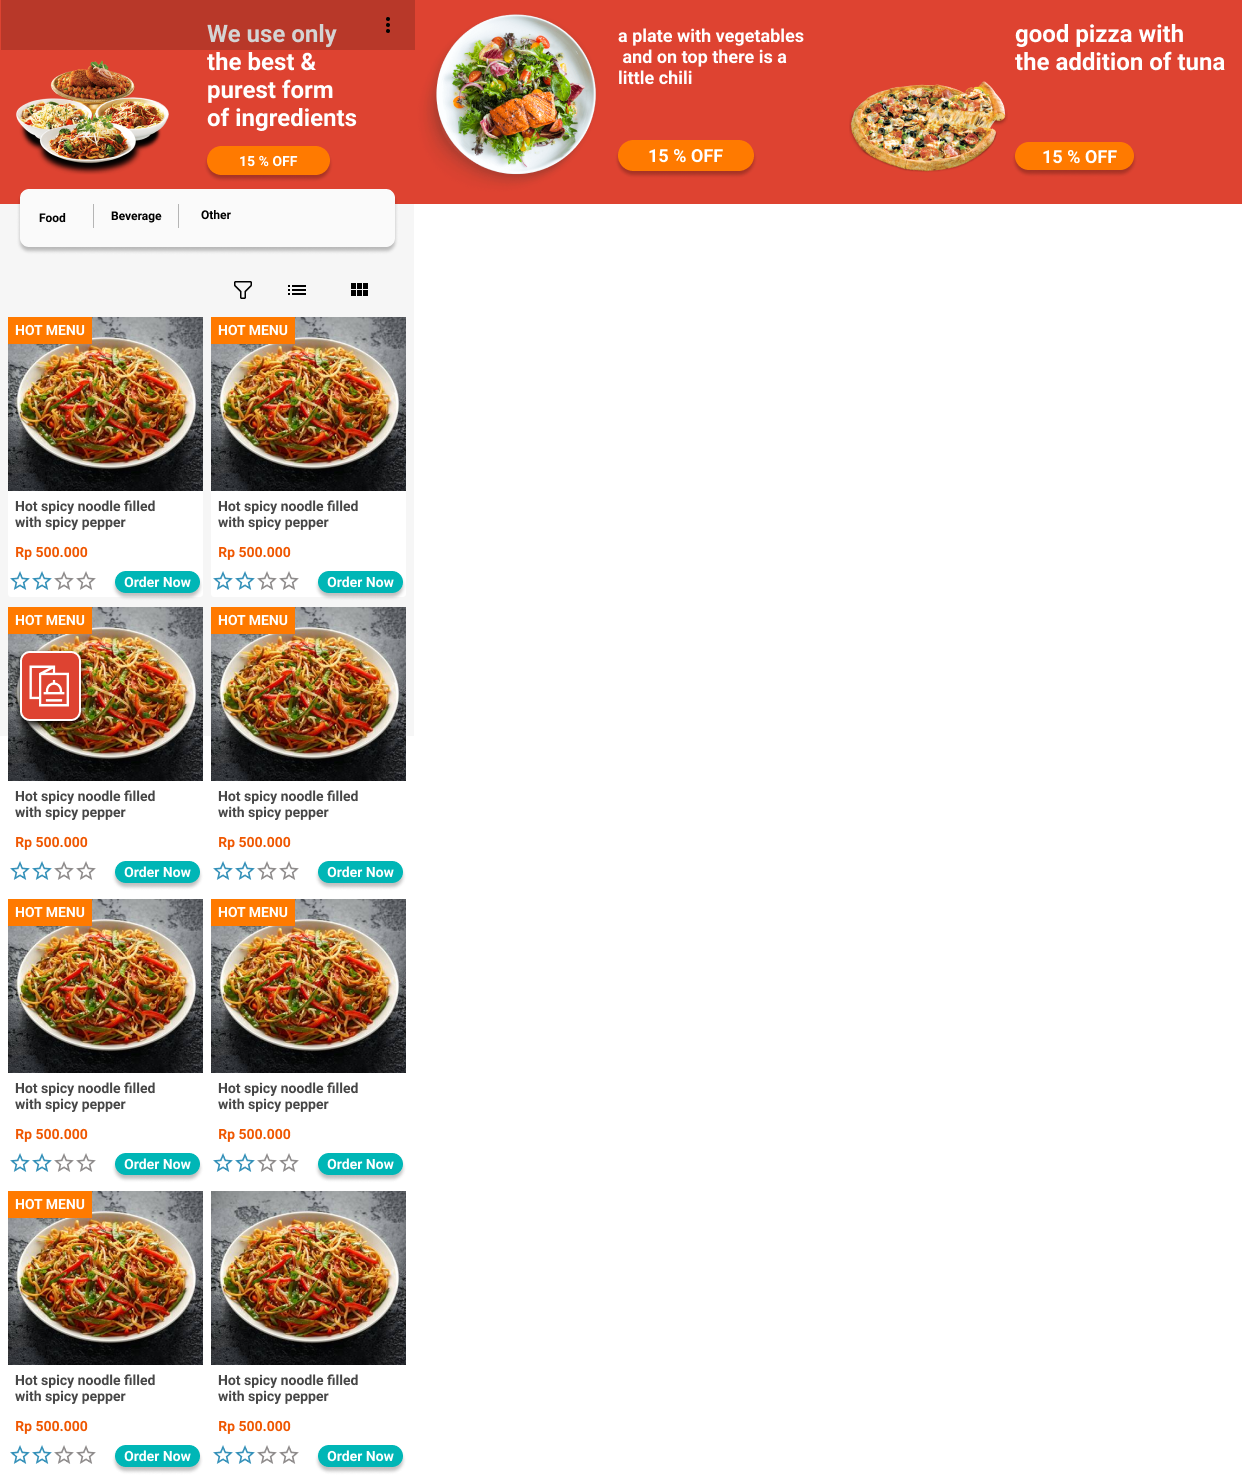 We use only
the best &
purest form
of ingredients
15 % OFF
a plate with vegetables
and on top there is a
little chili
15 % OFF
good pizza with
the addition of tuna
15 % OFF
Food
Beverage
Other
HOT MENU
HOT MENU
Hot spicy noodle filled
with spicy pepper
Rp 500.000
Order Now
Hot spicy noodle filled
with spicy pepper
Rp 500.000
Order Now
HOT MENU
HOT MENU
Hot spicy noodle filled
with spicy pepper
Rp 500.000
Order Now
Hot spicy noodle filled
with spicy pepper
Rp 500.000
Order Now
HOT MENU
HOT MENU
Hot spicy noodle filled
with spicy pepper
Rp 500.000
Order Now
Hot spicy noodle filled
with spicy pepper
Rp 500.000
Order Now
HOT MENU
Hot spicy noodle filled
with spicy pepper
Rp 500.000
Order Now
Hot spicy noodle filled
with spicy pepper
Rp 500.000
Order Now